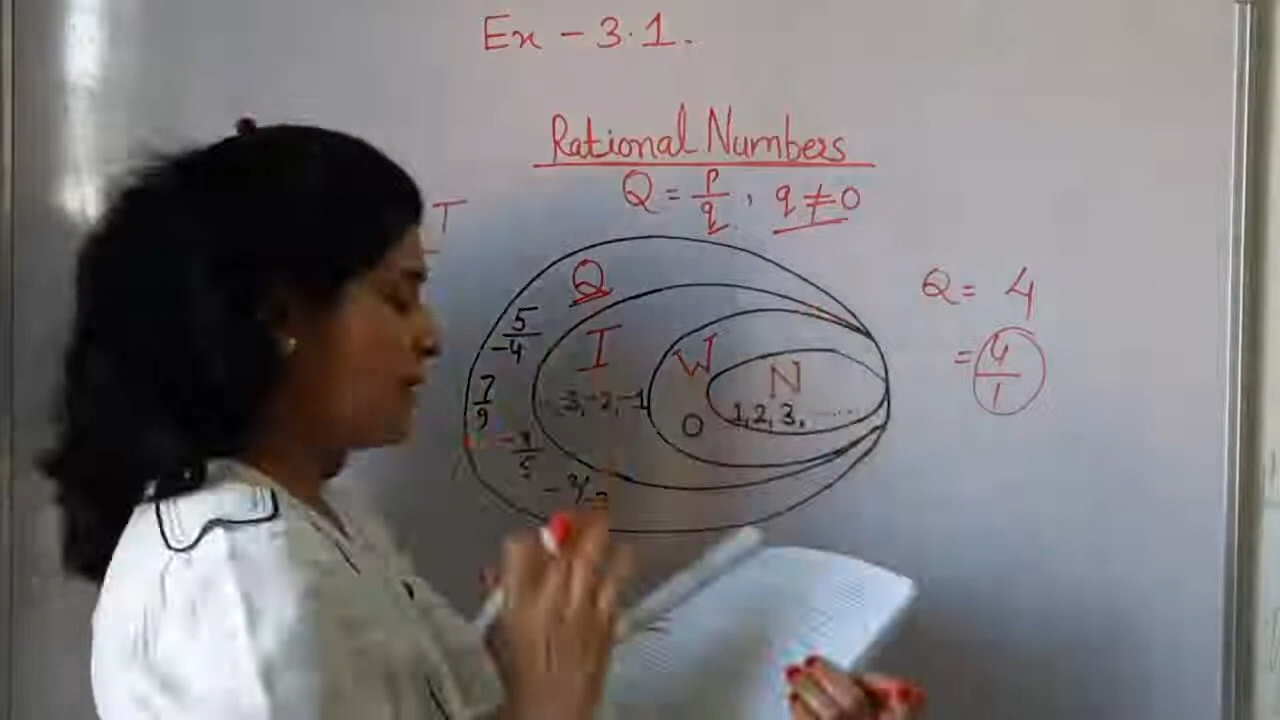 Ex - 3.1.
Rational Numbers
Q = p/q , q ≠ 0
T
Q
Q = 4
5/-4
I
W
N
= 4/1
7/9
-3, -2, -1
0
1, 2, 3, ......